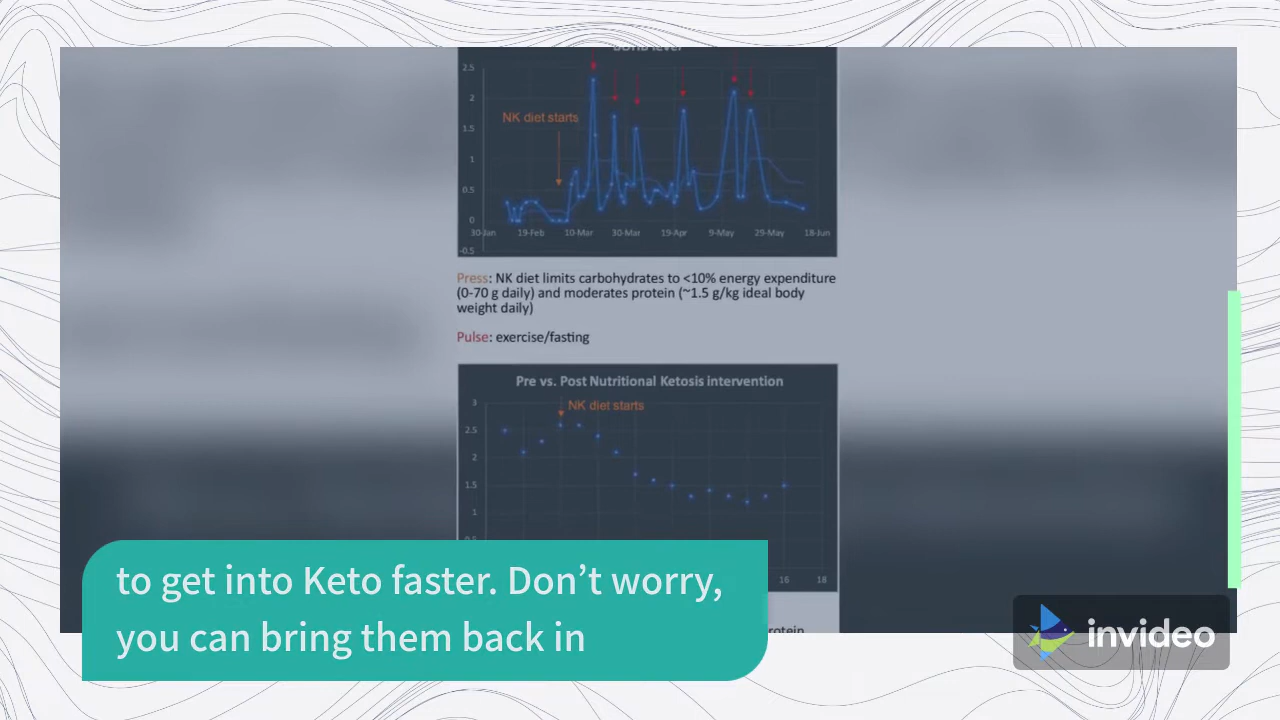 2.5
2
NK diet starts
1.5
1
0.5
0
30-Jan 19-Feb 10-Mar 30-Mar 19-Apr 9-May 29-May 18-Jun
-0.5
Press: NK diet limits carbohydrates to <10% energy expenditure
(0-70 g daily) and moderates protein (~1.5 g/kg ideal body
weight daily)
Pulse: exercise/fasting
Pre vs. Post Nutritional Ketosis intervention
3
NK diet starts
2.5
2
1.5
1
16 18
to get into Keto faster. Don’t worry,
you can bring them back in
invideo